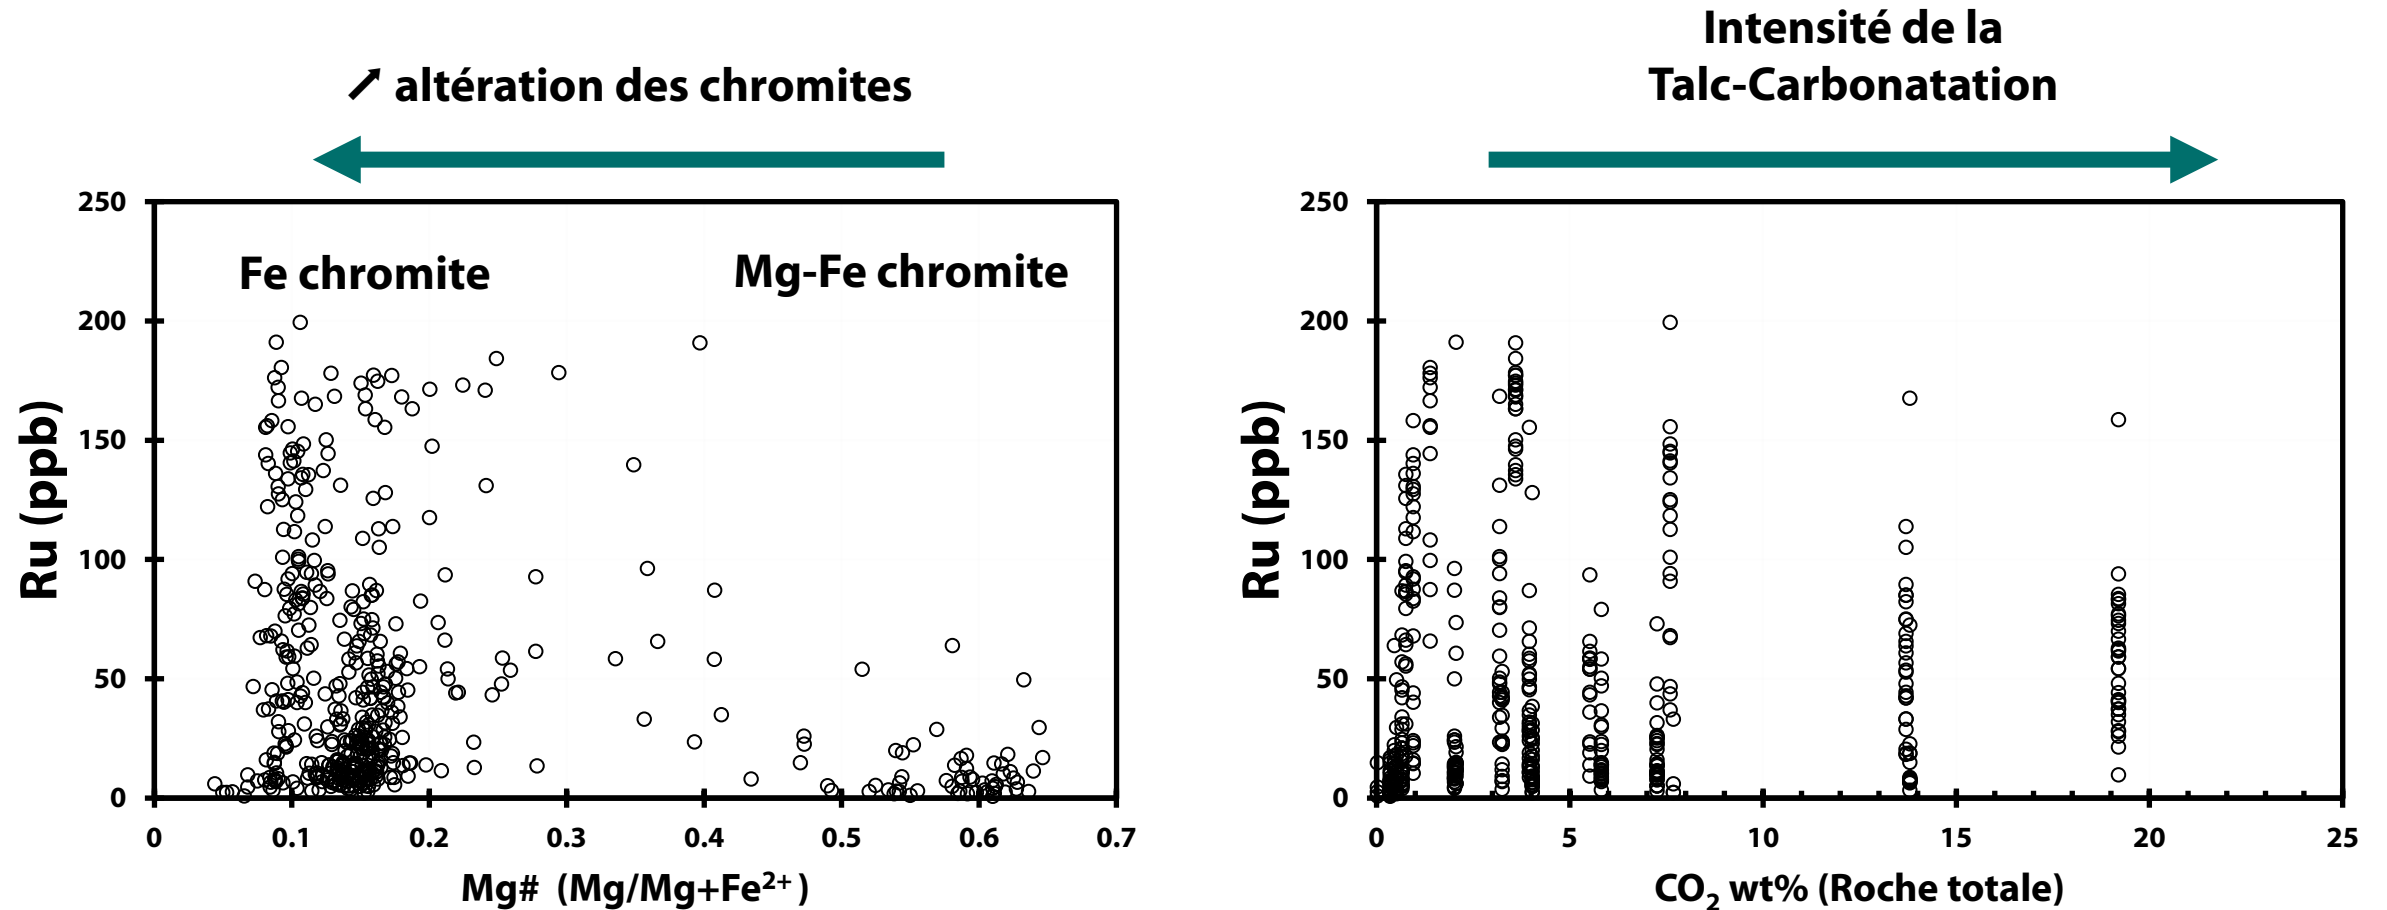 ↗ altération des chromites
250
200
150
100
50
0
Ru (ppb)
Fe chromite
Mg-Fe chromite
0 0.1 0.2 0.3 0.4 0.5 0.6 0.7
Mg# (Mg/Mg+Fe²⁺)
Intensité de la
Talc-Carbonatation
250
200
150
100
50
0
Ru (ppb)
0 5 10 15 20 25
CO₂ wt% (Roche totale)